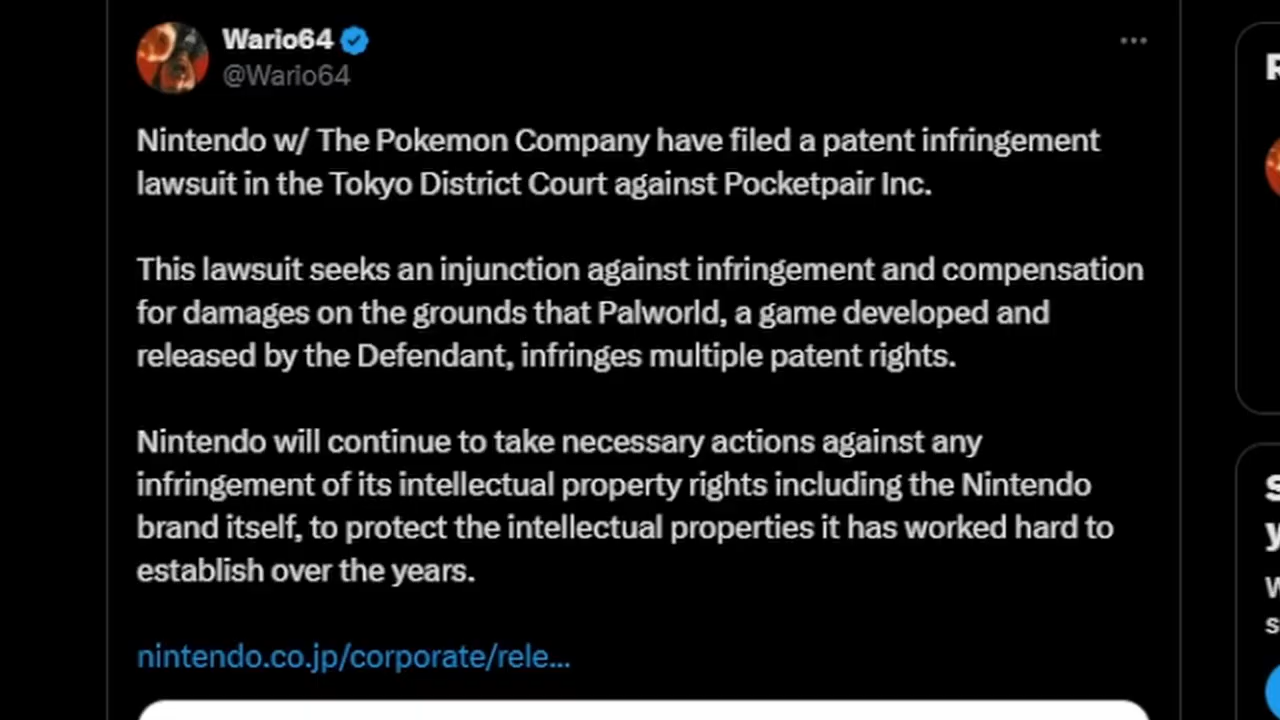 Wario64
@Wario64
Nintendo w/ The Pokemon Company have filed a patent infringement
lawsuit in the Tokyo District Court against Pocketpair Inc.
This lawsuit seeks an injunction against infringement and compensation
for damages on the grounds that Palworld, a game developed and
released by the Defendant, infringes multiple patent rights.
Nintendo will continue to take necessary actions against any
infringement of its intellectual property rights including the Nintendo
brand itself, to protect the intellectual properties it has worked hard to
establish over the years.
nintendo.co.jp/corporate/rele...